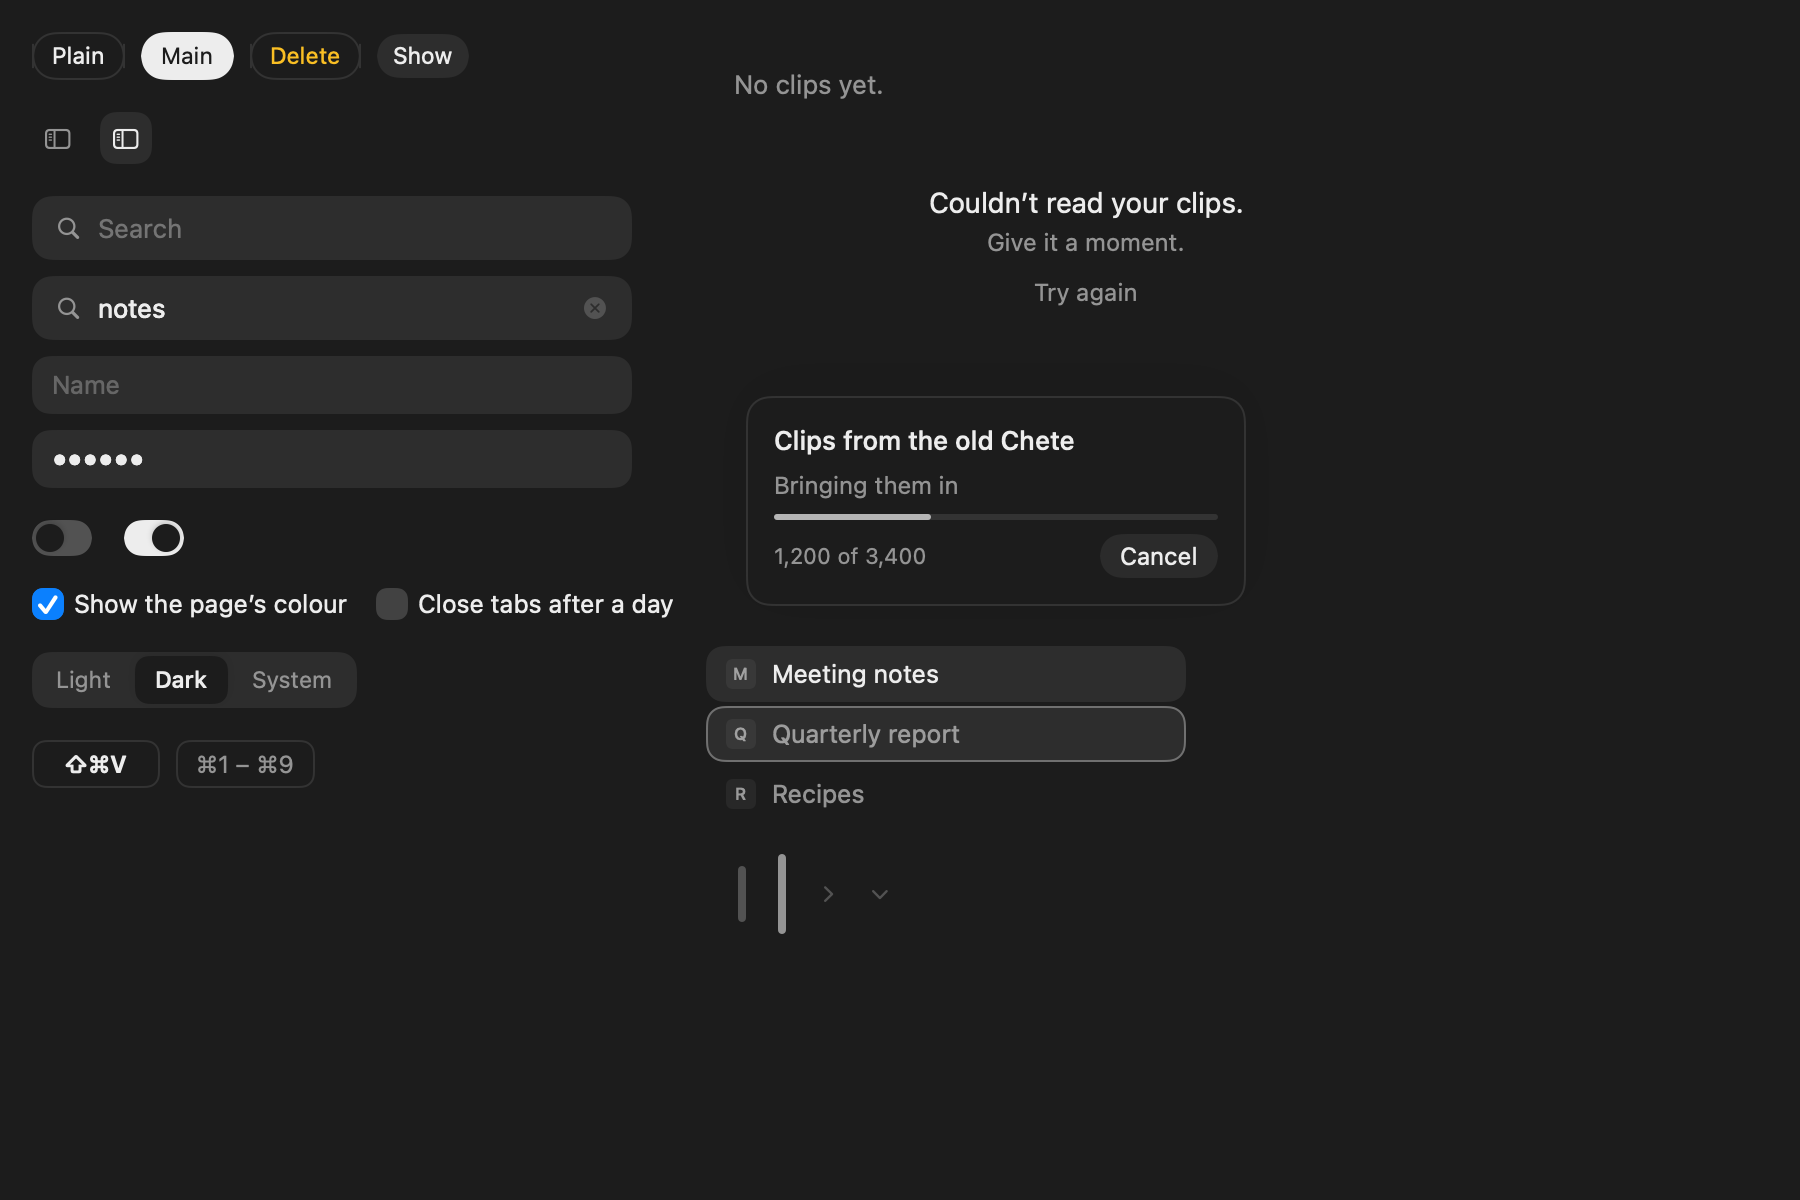 Plain
Main
Delete
Show
Search
notes
Name
Show the page’s colour
Close tabs after a day
Light
Dark
System
⇧⌘V
⌘1 – ⌘9
No clips yet.
Couldn’t read your clips.
Give it a moment.
Try again
Clips from the old Chete
Bringing them in
1,200 of 3,400
Cancel
M Meeting notes
Q Quarterly report
R Recipes